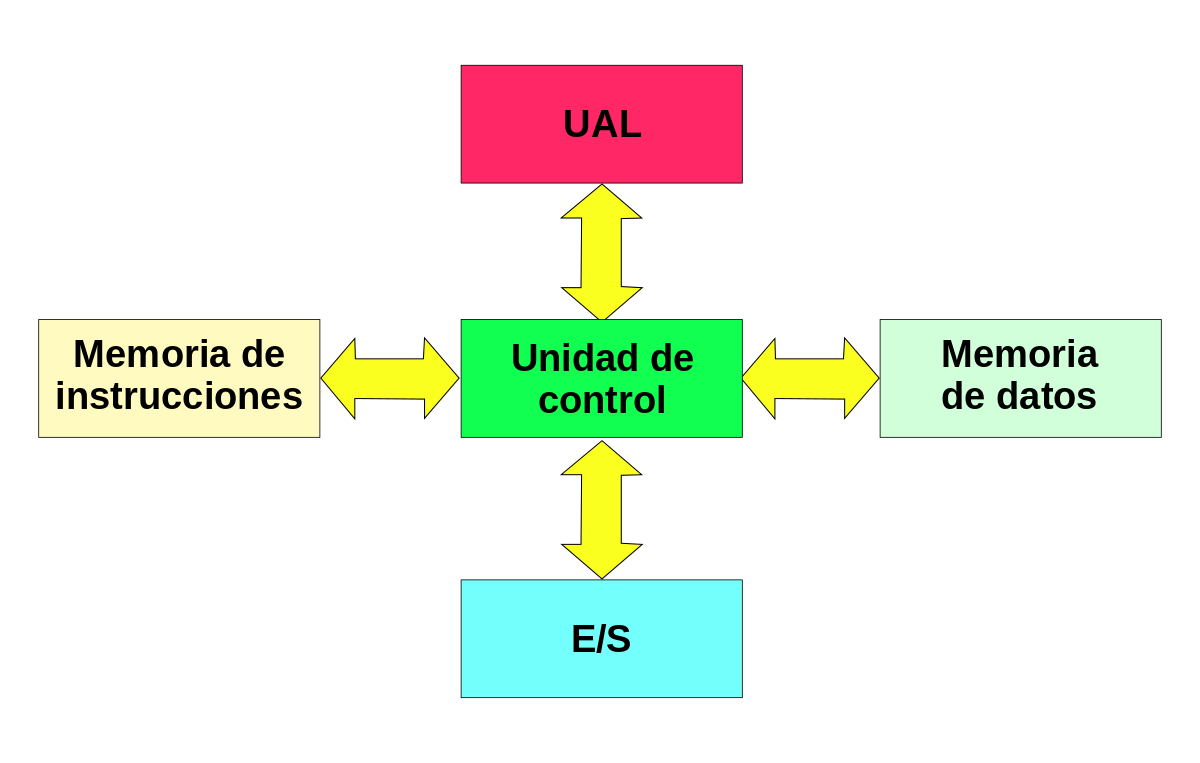 UAL
Memoria de
instrucciones
Unidad de
control
Memoria
de datos
E/S